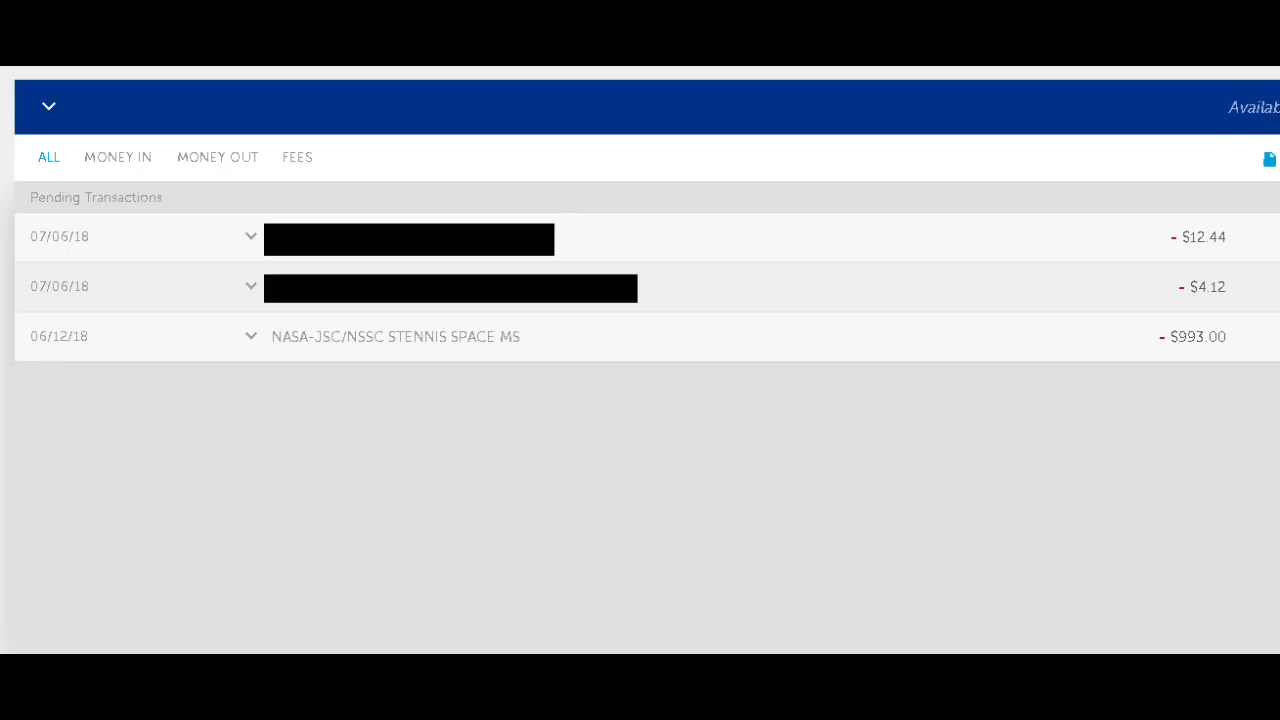 Availab
ALL MONEY IN MONEY OUT FEES
Pending Transactions
07/06/18 - $12.44
07/06/18 - $4.12
06/12/18 NASA-JSC/NSSC STENNIS SPACE MS - $993.00